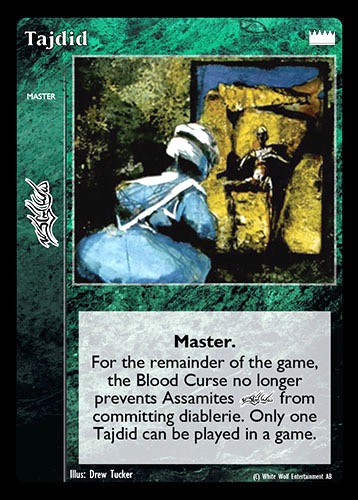 Tajdid
MASTER
Master.
For the remainder of the game,
the Blood Curse no longer
prevents Assamites from
committing diablerie. Only one
Tajdid can be played in a game.
Illus: Drew Tucker
(C) White Wolf Entertainment AB